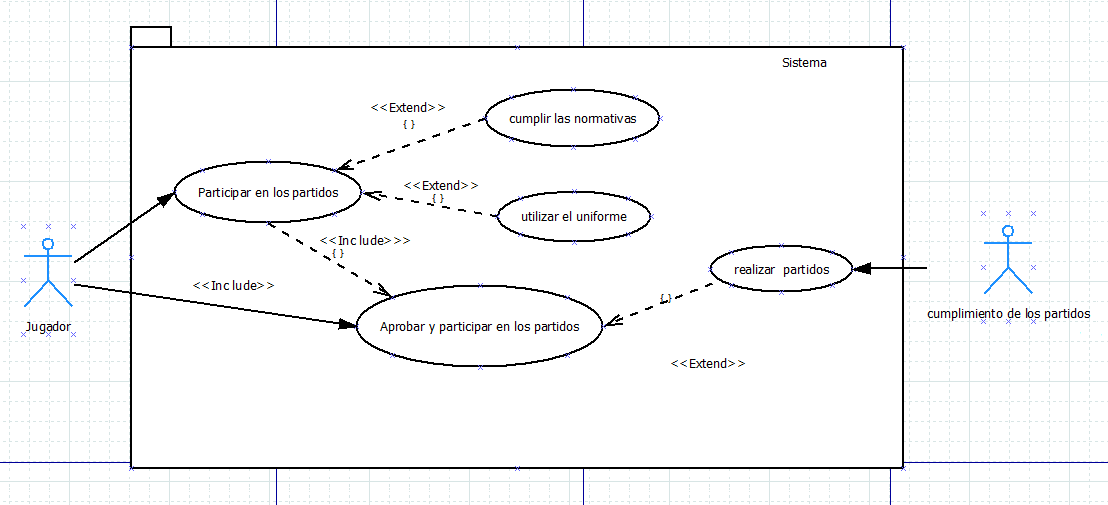 Sistema
<<Extend>>
{ }
cumplir las normativas
Participar en los partidos
<<Extend>>
{ }
utilizar el uniforme
<<Include>>>
{ }
realizar partidos
<<Include>>
{ }
Jugador
cumplimiento de los partidos
Aprobar y participar en los partidos
<<Extend>>